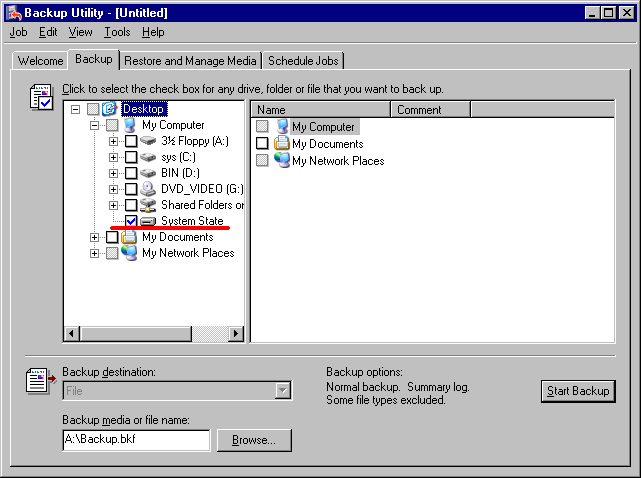 Backup Utility - [Untitled]
Job Edit View Tools Help
Welcome Backup Restore and Manage Media Schedule Jobs
Click to select the check box for any drive, folder or file that you want to back up.
Desktop
My Computer
3½ Floppy (A:)
sys (C:)
BIN (D:)
DVD_VIDEO (G:)
Shared Folders or
System State
My Documents
My Network Places
Name Comment
My Computer
My Documents
My Network Places
Backup destination:
File
Backup media or file name:
A:\Backup.bkf
Browse...
Backup options:
Normal backup. Summary log.
Some file types excluded.
Start Backup